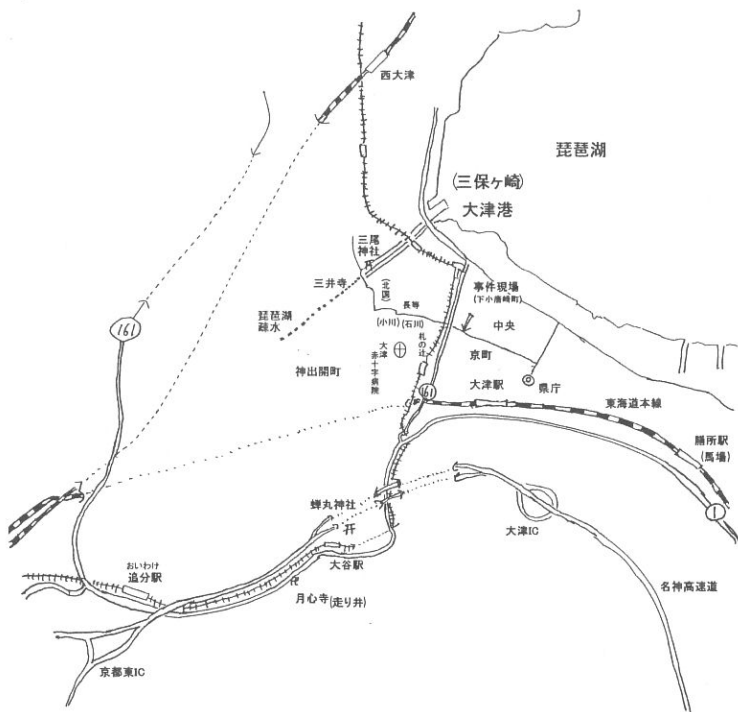 西大津
琵琶湖
(三保ヶ崎)
大津港
三尾
神社
三井寺
(北国)
事件現場
(下小唐崎町)
琵琶湖
疏水
長等
(小川)
(石川)
中央
札の辻
大津
赤十字病院
京町
神出開町
大津駅
県庁
161
161
東海道本線
膳所駅
(馬場)
1
蝉丸神社
大津IC
大谷駅
おいわけ
追分駅
月心寺(走り井)
名神高速道
京都東IC